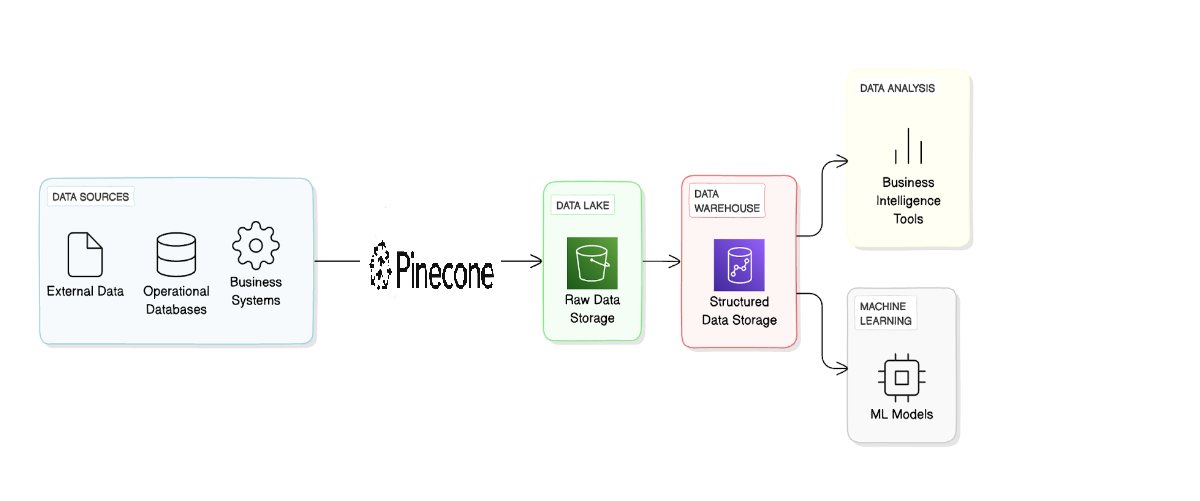 DATA SOURCES
External Data
Operational
Databases
Business
Systems
Pinecone
DATA LAKE
Raw Data
Storage
DATA
WAREHOUSE
Structured
Data Storage
DATA ANALYSIS
Business
Intelligence
Tools
MACHINE
LEARNING
ML Models